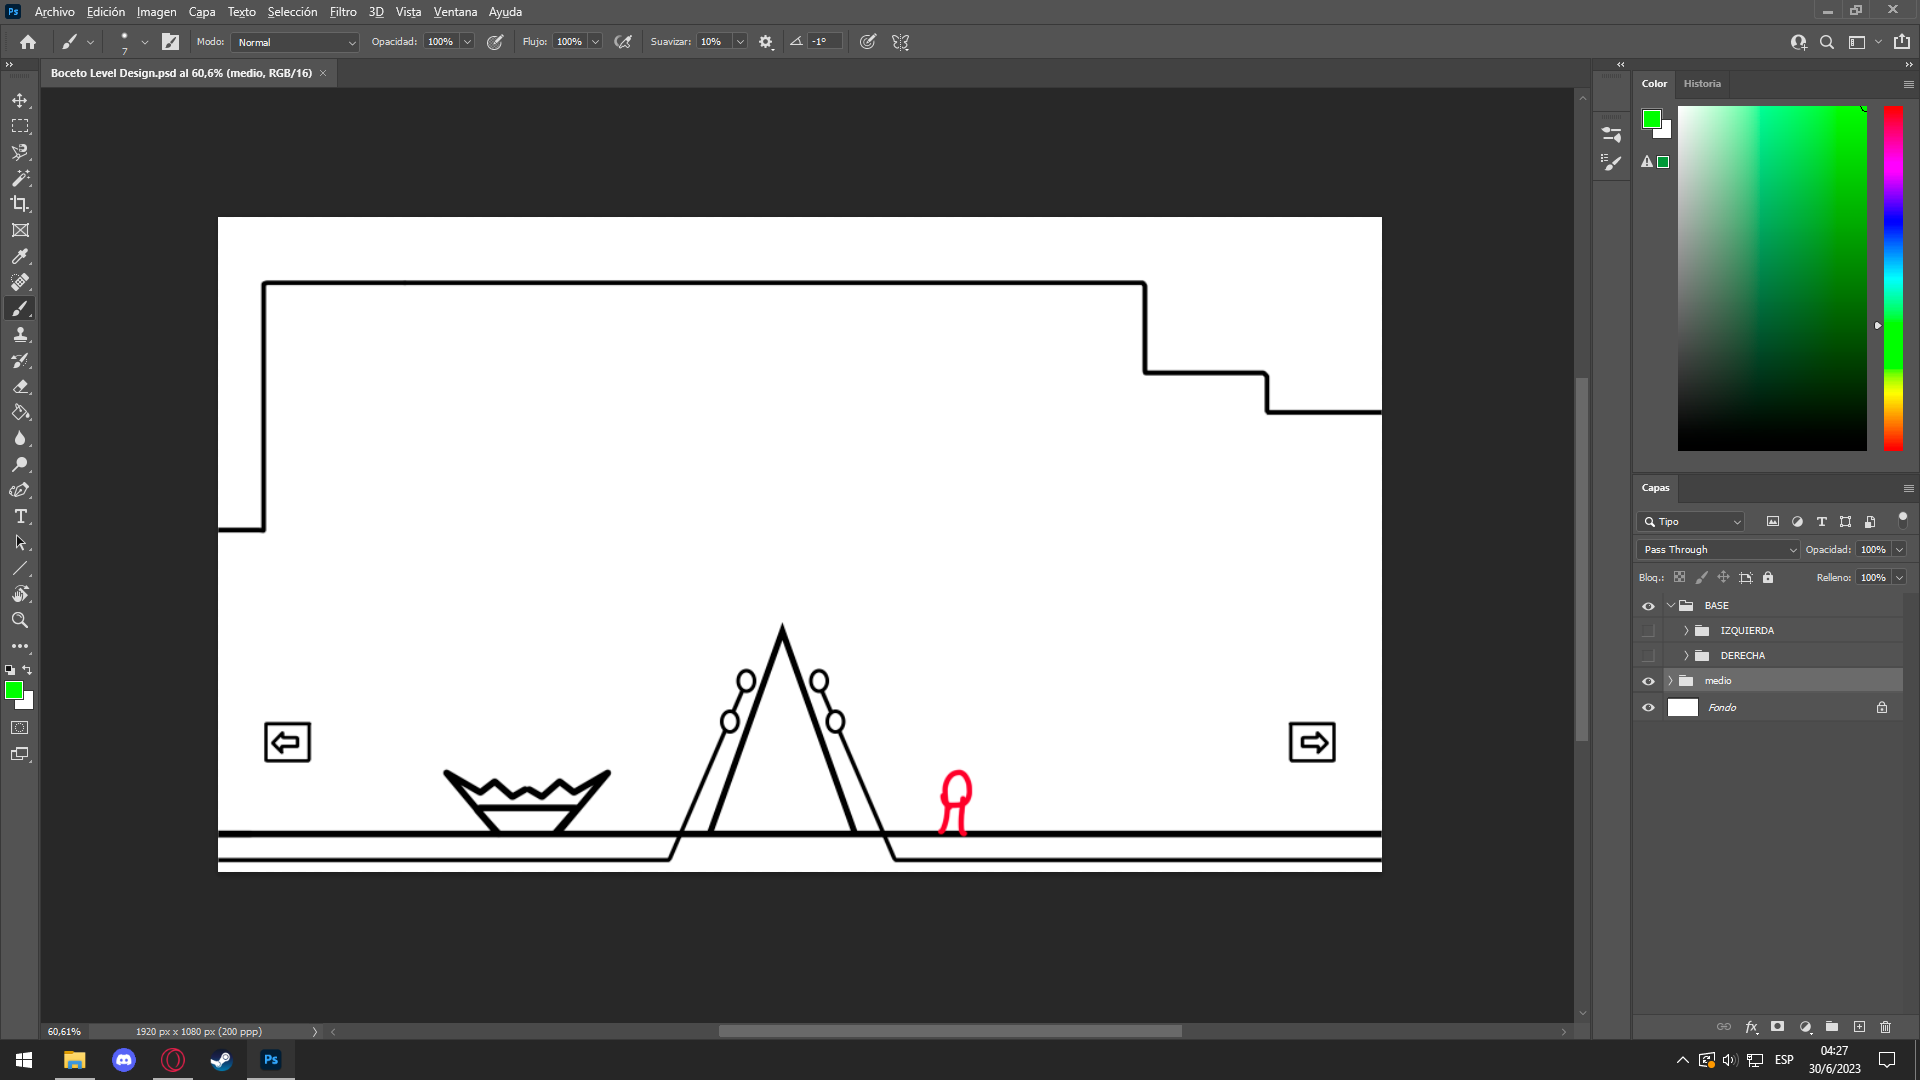 Ps Archivo Edición Imagen Capa Texto Selección Filtro 3D Vista Ventana Ayuda
7 Modo: Normal Opacidad: 100% Flujo: 100% Suavizar: 10% -1°
Boceto Level Design.psd al 60,6% (medio, RGB/16) ×
Color Historia
Capas
Tipo
Pass Through Opacidad: 100%
Bloq.: Relleno: 100%
BASE
IZQUIERDA
DERECHA
medio
Fondo
60,61% 1920 px x 1080 px (200 ppp)
Ps ESP 04:27
30/6/2023